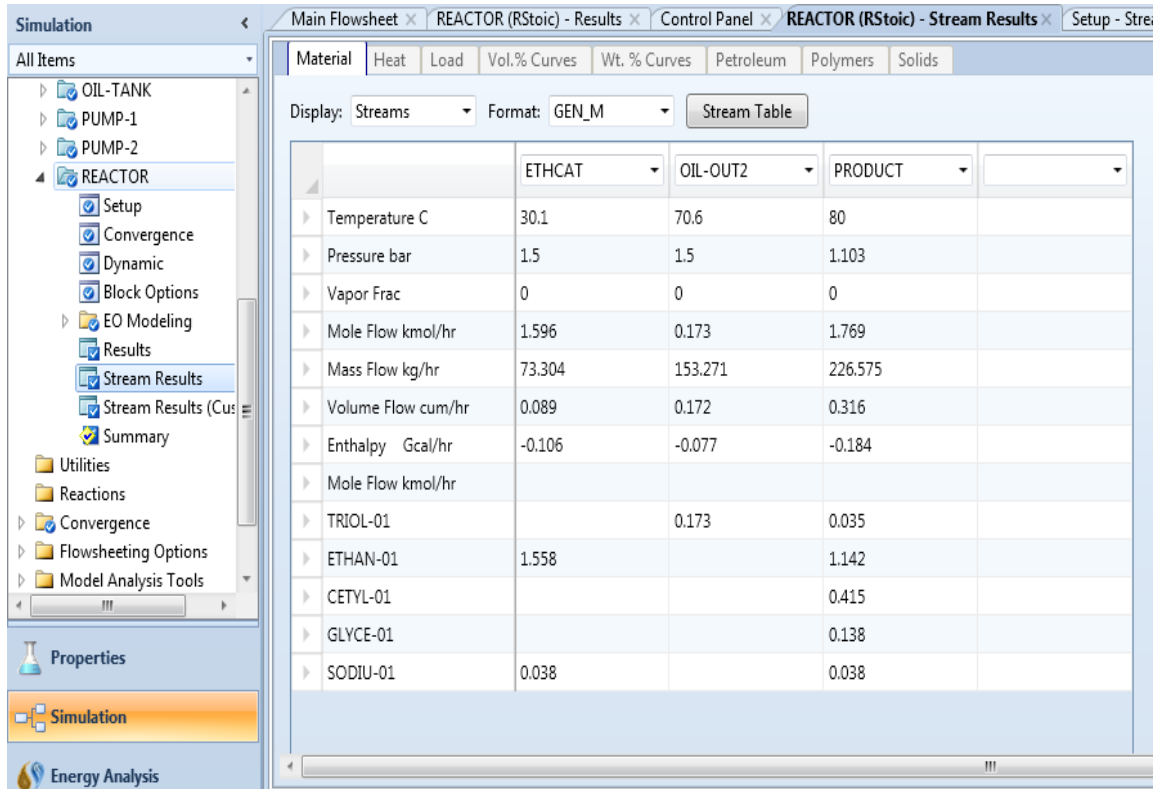 Simulation
All Items
OIL-TANK
PUMP-1
PUMP-2
REACTOR
Setup
Convergence
Dynamic
Block Options
EO Modeling
Results
Stream Results
Stream Results (Cus
Summary
Utilities
Reactions
Convergence
Flowsheeting Options
Model Analysis Tools
Properties
Simulation
Energy Analysis
Main Flowsheet REACTOR (RStoic) - Results Control Panel REACTOR (RStoic) - Stream Results Setup - Strea
Material Heat Load Vol.% Curves Wt. % Curves Petroleum Polymers Solids
Display: Streams Format: GEN_M Stream Table
ETHCAT OIL-OUT2 PRODUCT
Temperature C 30.1 70.6 80
Pressure bar 1.5 1.5 1.103
Vapor Frac 0 0 0
Mole Flow kmol/hr 1.596 0.173 1.769
Mass Flow kg/hr 73.304 153.271 226.575
Volume Flow cum/hr 0.089 0.172 0.316
Enthalpy Gcal/hr -0.106 -0.077 -0.184
Mole Flow kmol/hr
TRIOL-01 0.173 0.035
ETHAN-01 1.558 1.142
CETYL-01 0.415
GLYCE-01 0.138
SODIU-01 0.038 0.038